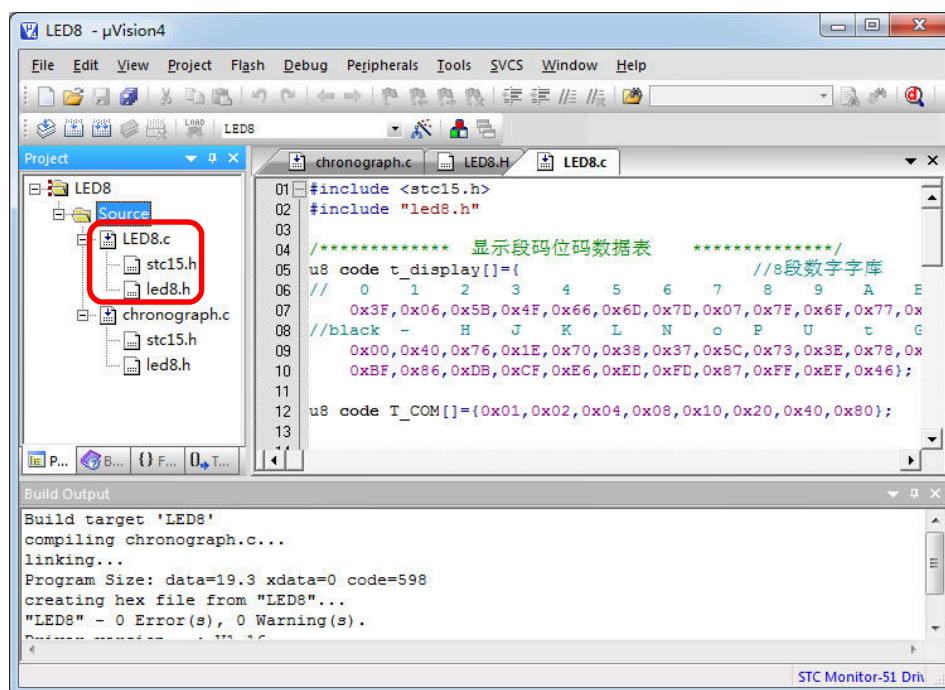 LED8 - µVision4
File Edit View Project Flash Debug Peripherals Tools SVCS Window Help
LOAD LED8
Project
chronograph.c LED8.H LED8.c
LED8
Source
LED8.c
stc15.h
led8.h
chronograph.c
stc15.h
led8.h
P... B... {} F... T...
01 #include <stc15.h>
02 #include "led8.h"
03
04 /************* 显示段码位码数据表 **************/
05 u8 code t_display[]={ //8段数字字库
06 // 0 1 2 3 4 5 6 7 8 9 A
07 0x3F,0x06,0x5B,0x4F,0x66,0x6D,0x7D,0x07,0x7F,0x6F,0x77,0x
08 //black - H J K L N o P U t G
09 0x00,0x40,0x76,0x1E,0x70,0x38,0x37,0x5C,0x73,0x3E,0x78,0x
10 0xBF,0x86,0xDB,0xCF,0xE6,0xED,0xFD,0x87,0xFF,0xEF,0x46};
11
12 u8 code T_COM[]={0x01,0x02,0x04,0x08,0x10,0x20,0x40,0x80};
13
Build Output
Build target 'LED8'
compiling chronograph.c...
linking...
Program Size: data=19.3 xdata=0 code=598
creating hex file from "LED8"...
"LED8" - 0 Error(s), 0 Warning(s).
STC Monitor-51 Driv